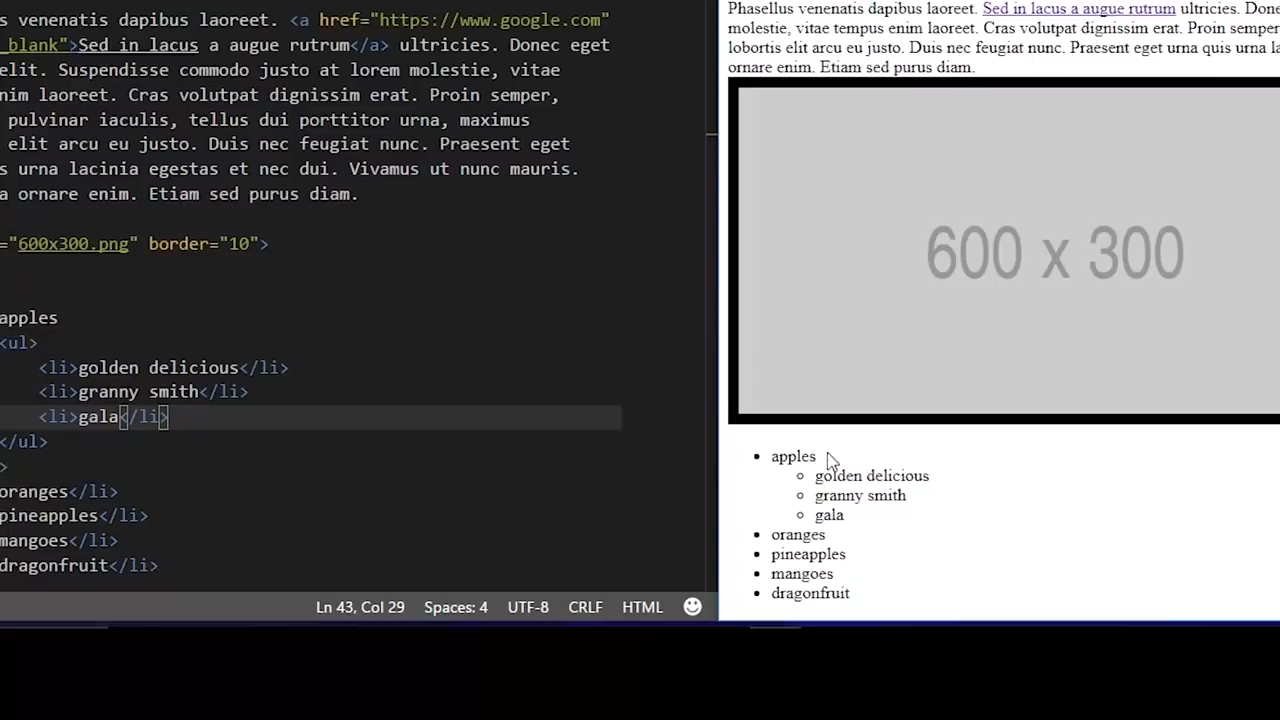 s venenatis dapibus laoreet. <a href="https://www.google.com"
_blank">Sed in lacus a augue rutrum</a> ultricies. Donec eget
elit. Suspendisse commodo justo at lorem molestie, vitae
nim laoreet. Cras volutpat dignissim erat. Proin semper,
pulvinar iaculis, tellus dui porttitor urna, maximus
elit arcu eu justo. Duis nec feugiat nunc. Praesent eget
s urna lacinia egestas et nec dui. Vivamus ut nunc mauris.
a ornare enim. Etiam sed purus diam.
="600x300.png" border="10">
apples
<ul>
<li>golden delicious</li>
<li>granny smith</li>
<li>gala</li>
</ul>
>
oranges</li>
pineapples</li>
mangoes</li>
dragonfruit</li>
Ln 43, Col 29 Spaces: 4 UTF-8 CRLF HTML
Phasellus venenatis dapibus laoreet. Sed in lacus a augue rutrum ultricies. Done
molestie, vitae tempus enim laoreet. Cras volutpat dignissim erat. Proin semper
lobortis elit arcu eu justo. Duis nec feugiat nunc. Praesent eget urna quis urna la
ornare enim. Etiam sed purus diam.
600 x 300
• apples
○ golden delicious
○ granny smith
○ gala
• oranges
• pineapples
• mangoes
• dragonfruit